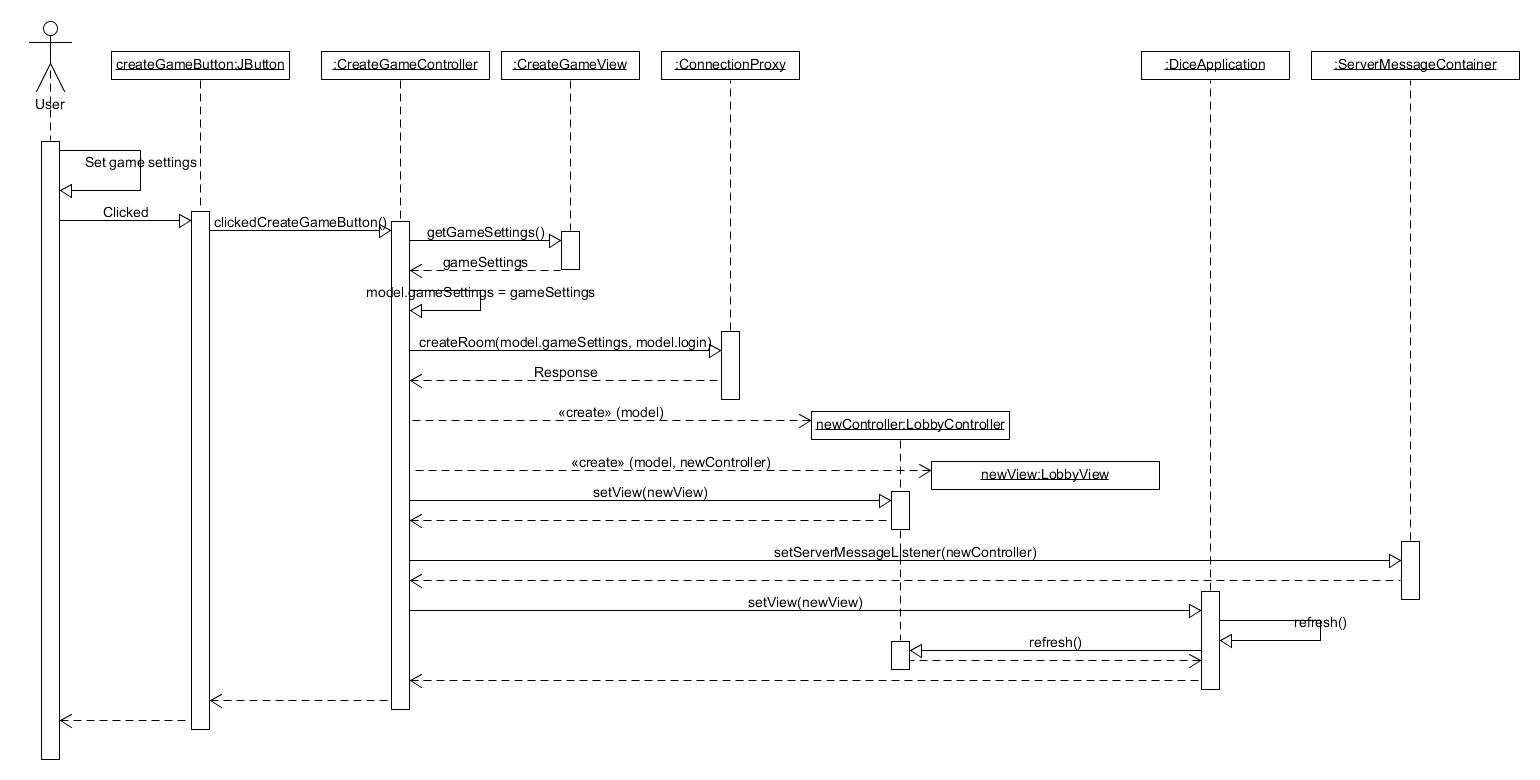 createGameButton:JButton
:CreateGameController
:CreateGameView
:ConnectionProxy
:DiceApplication
:ServerMessageContainer
User
Set game settings
Clicked
clickedCreateGameButton()
getGameSettings()
gameSettings
model.gameSettings = gameSettings
createRoom(model.gameSettings, model.login)
Response
«create» (model)
newController:LobbyController
«create» (model, newController)
newView:LobbyView
setView(newView)
setServerMessageListener(newController)
setView(newView)
refresh()
refresh()